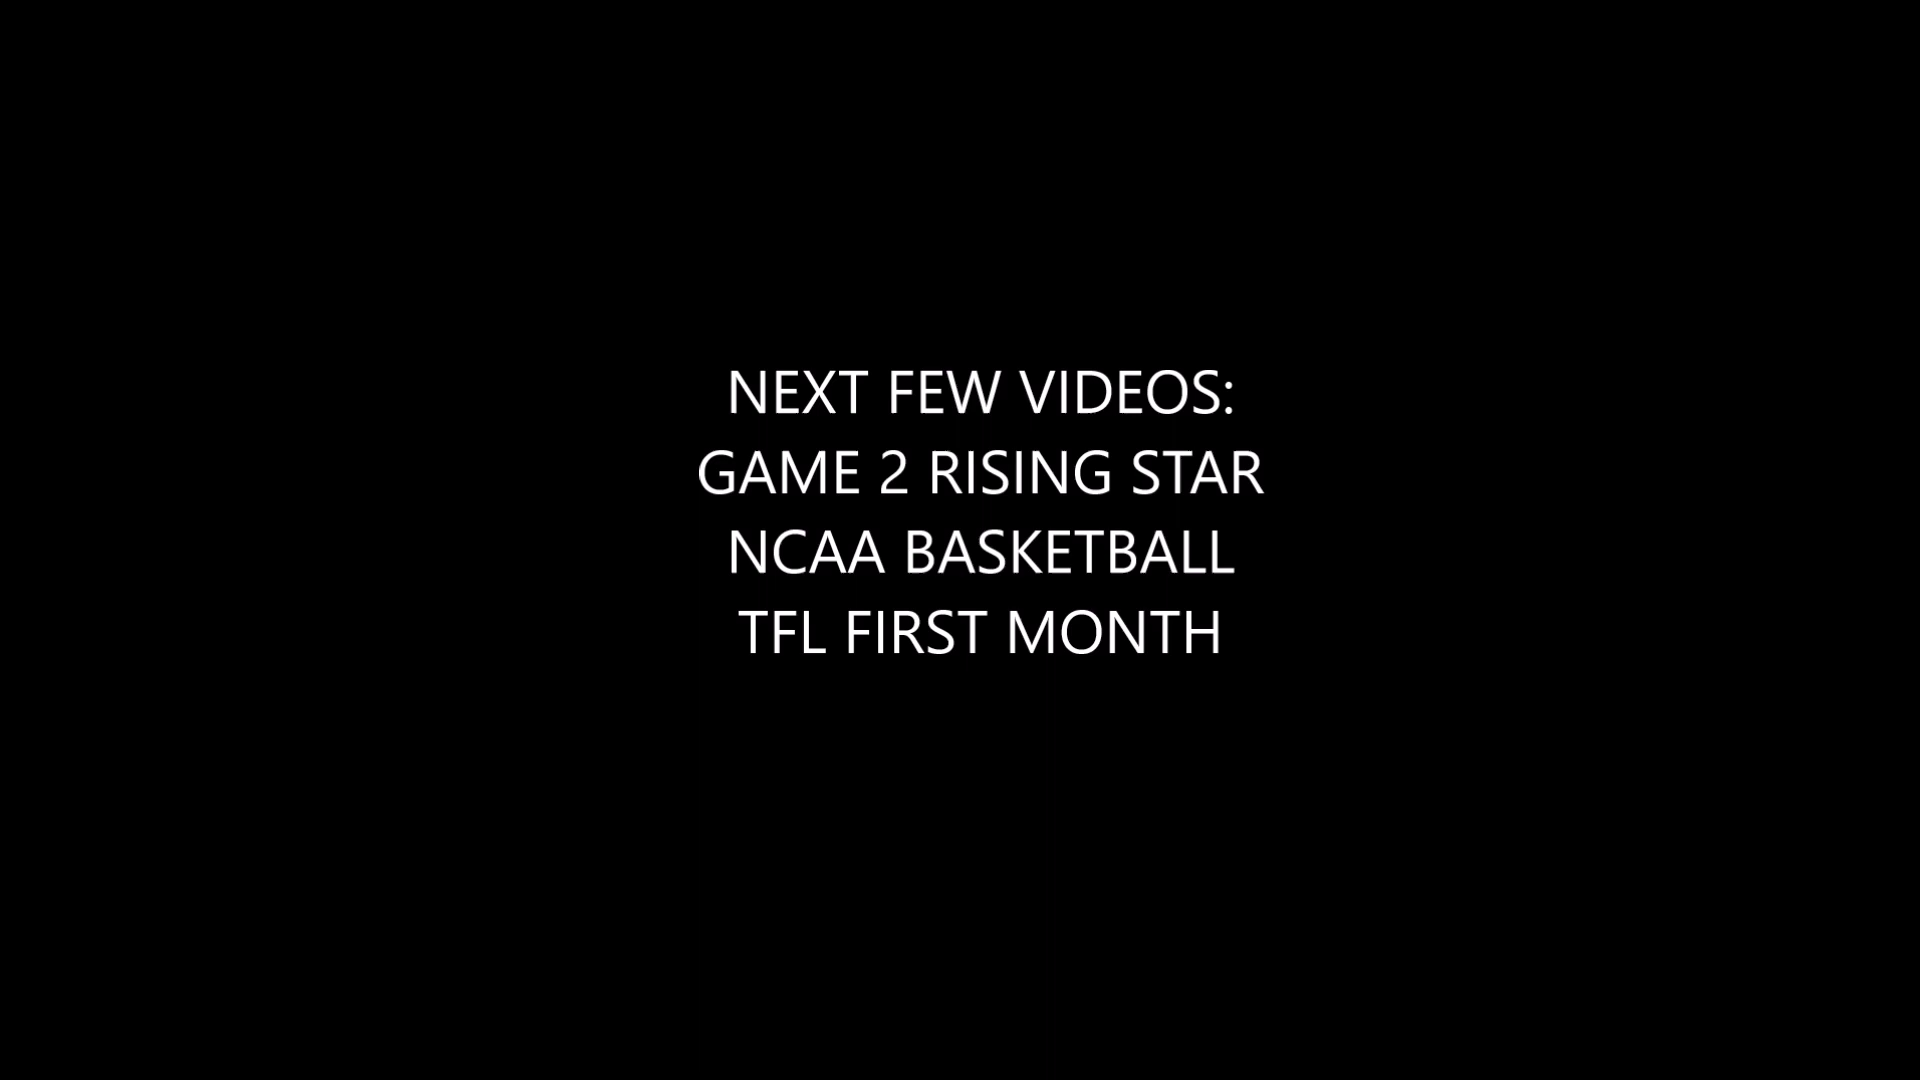 NEXT FEW VIDEOS:
GAME 2 RISING STAR
NCAA BASKETBALL
TFL FIRST MONTH